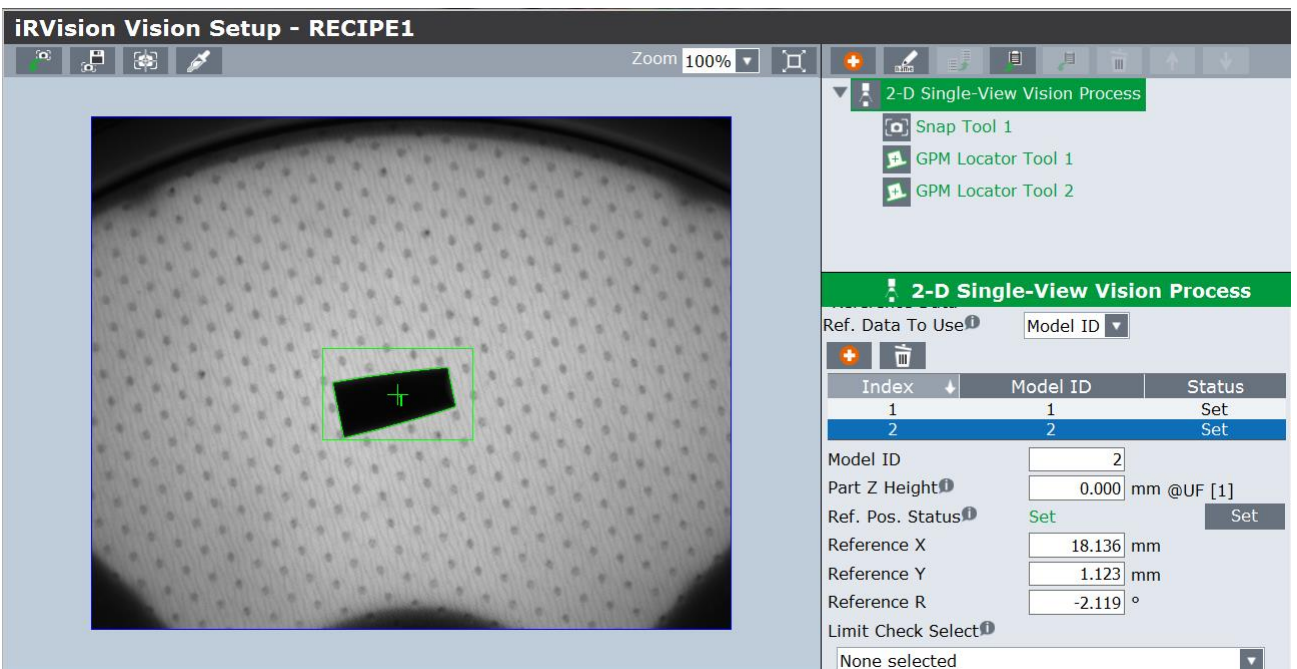 iRVision Vision Setup - RECIPE1
Zoom 100%
2-D Single-View Vision Process
Snap Tool 1
GPM Locator Tool 1
GPM Locator Tool 2
2-D Single-View Vision Process
Reference Data
Ref. Data To Use Model ID
Index Model ID Status
1 1 Set
2 2 Set
Model ID 2
Part Z Height 0.000 mm @UF [1]
Ref. Pos. Status Set Set
Reference X 18.136 mm
Reference Y 1.123 mm
Reference R -2.119 °
Limit Check Select
None selected